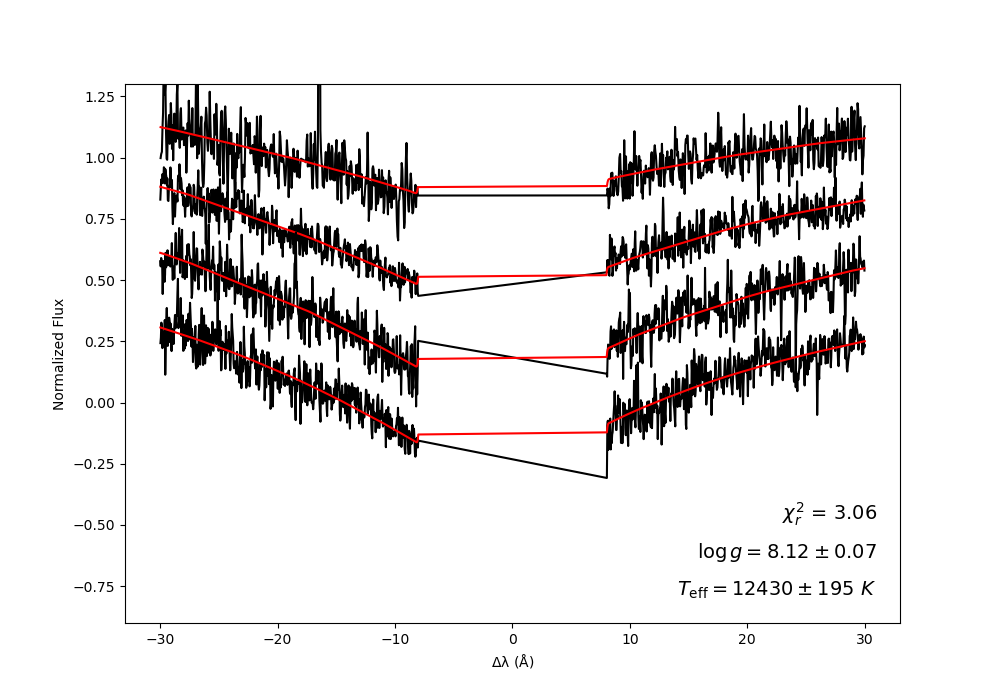 1.25
1.00
0.75
0.50
0.25
0.00
−0.25
−0.50
−0.75
Normalized Flux
χ²ᵣ = 3.06
log g = 8.12 ± 0.07
T_eff = 12430 ± 195 K
−30 −20 −10 0 10 20 30
Δλ (Å)